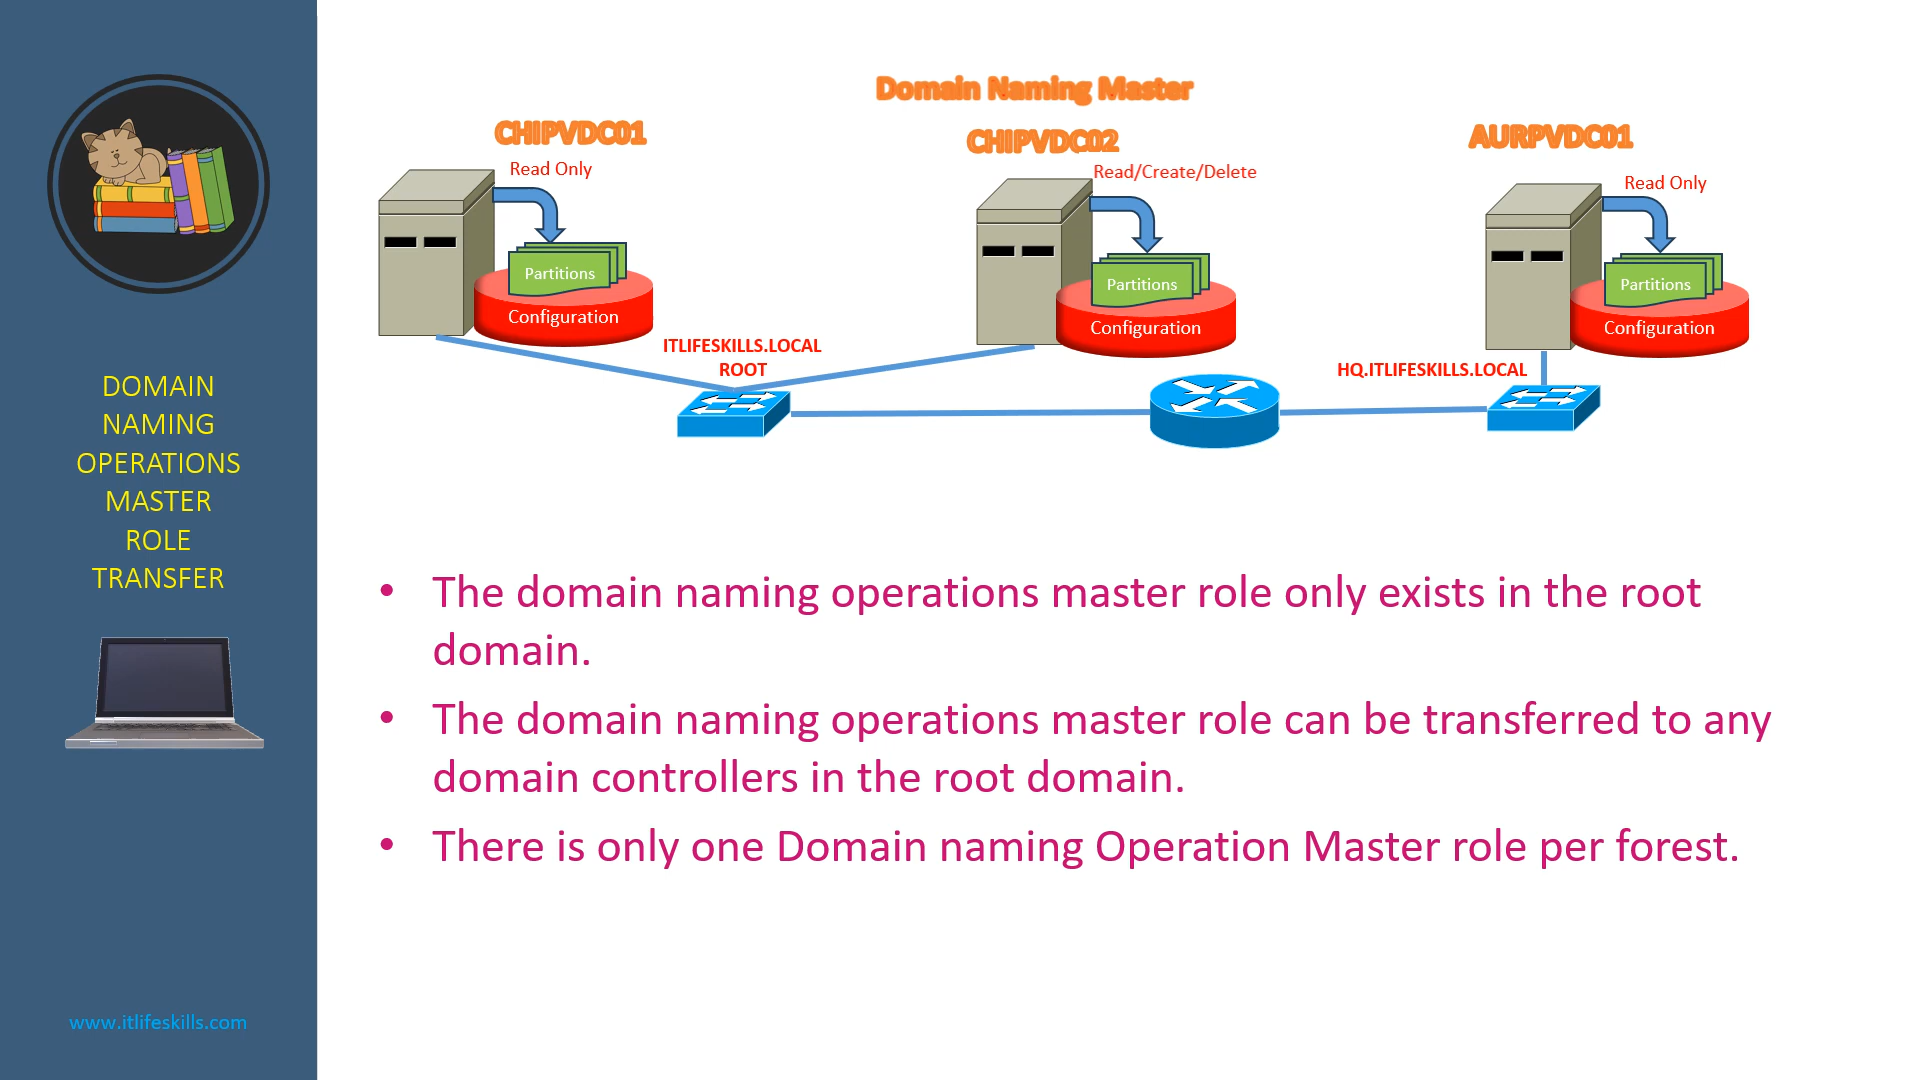 DOMAIN
NAMING
OPERATIONS
MASTER
ROLE
TRANSFER
www.itlifeskills.com
Domain Naming Master
CHIPVDC01
CHIPVDC02
AURPVDC01
Read Only
Read/Create/Delete
Read Only
Partitions
Configuration
Partitions
Configuration
Partitions
Configuration
ITLIFESKILLS.LOCAL
ROOT
HQ.ITLIFESKILLS.LOCAL
• The domain naming operations master role only exists in the root
domain.
• The domain naming operations master role can be transferred to any
domain controllers in the root domain.
• There is only one Domain naming Operation Master role per forest.